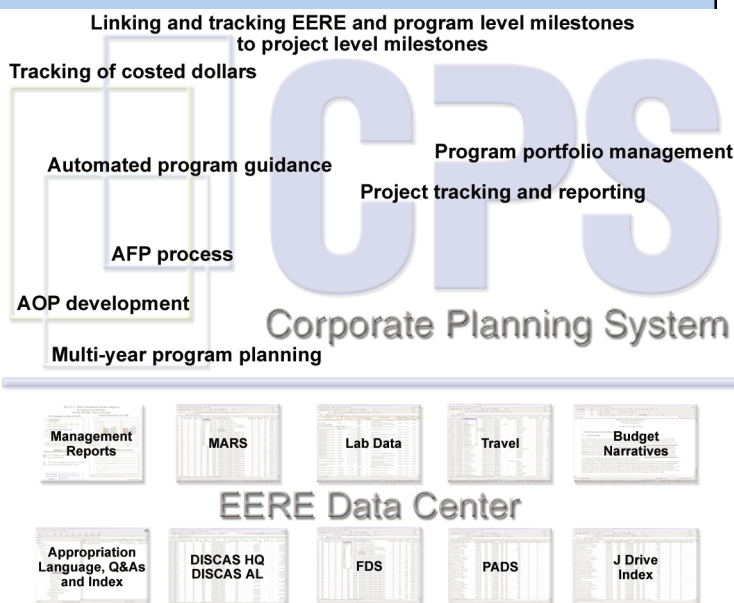 Linking and tracking EERE and program level milestones
to project level milestones
Tracking of costed dollars
CPS
Program portfolio management
Automated program guidance
Project tracking and reporting
AFP process
AOP development
Corporate Planning System
Multi-year program planning
Management
Reports
MARS
Lab Data
Travel
Budget
Narratives
EERE Data Center
Appropriation
Language, Q&As
and Index
DISCAS HQ
DISCAS AL
FDS
PADS
J Drive
Index